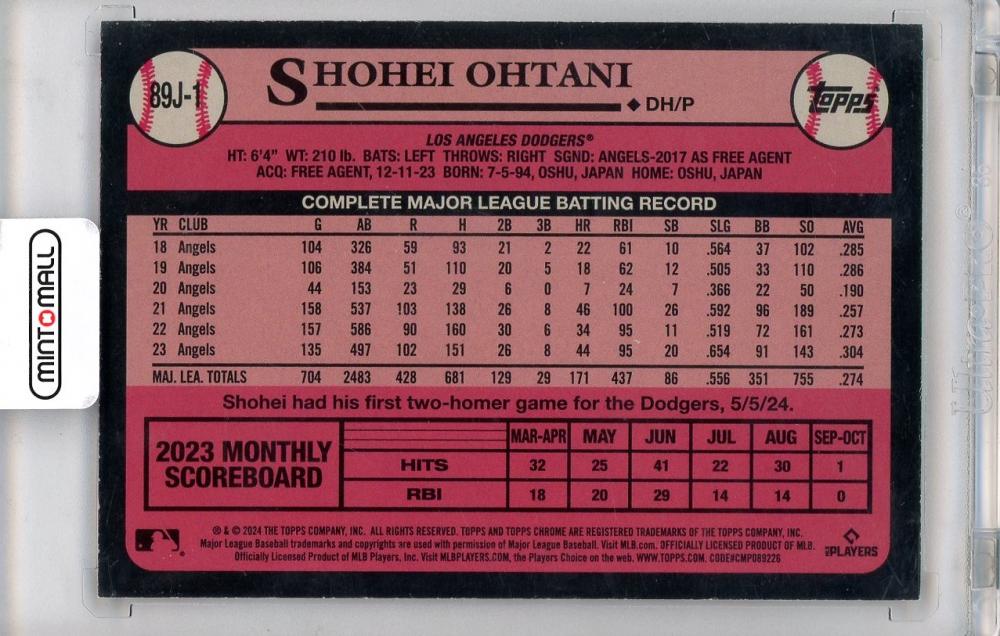 89J-1
SHOHEI OHTANI
◆ DH/P
topps
LOS ANGELES DODGERS®
HT: 6'4" WT: 210 lb. BATS: LEFT THROWS: RIGHT SGND: ANGELS-2017 AS FREE AGENT
ACQ: FREE AGENT, 12-11-23 BORN: 7-5-94, OSHU, JAPAN HOME: OSHU, JAPAN
COMPLETE MAJOR LEAGUE BATTING RECORD
YR CLUB G AB R H 2B 3B HR RBI SB SLG BB SO AVG
18 Angels 104 326 59 93 21 2 22 61 10 .564 37 102 .285
19 Angels 106 384 51 110 20 5 18 62 12 .505 33 110 .286
20 Angels 44 153 23 29 6 0 7 24 7 .366 22 50 .190
21 Angels 158 537 103 138 26 8 46 100 26 .592 96 189 .257
22 Angels 157 586 90 160 30 6 34 95 11 .519 72 161 .273
23 Angels 135 497 102 151 26 8 44 95 20 .654 91 143 .304
MAJ. LEA. TOTALS 704 2483 428 681 129 29 171 437 86 .556 351 755 .274
Shohei had his first two-homer game for the Dodgers, 5/5/24.
2023 MONTHLY
SCOREBOARD
MAR-APR MAY JUN JUL AUG SEP-OCT
HITS 32 25 41 22 30 1
RBI 18 20 29 14 14 0
® & © 2024 THE TOPPS COMPANY, INC. ALL RIGHTS RESERVED. TOPPS AND TOPPS CHROME ARE REGISTERED TRADEMARKS OF THE TOPPS COMPANY, INC.
Major League Baseball trademarks and copyrights are used with permission of Major League Baseball. Visit MLB.com. OFFICIALLY LICENSED PRODUCT OF MLB
Officially Licensed Product of MLB Players, Inc. Visit MLBPLAYERS.COM, the Players Choice on the web. WWW.TOPPS.COM. CODE#CMP089226
MLB PLAYERS
MINTOMALL